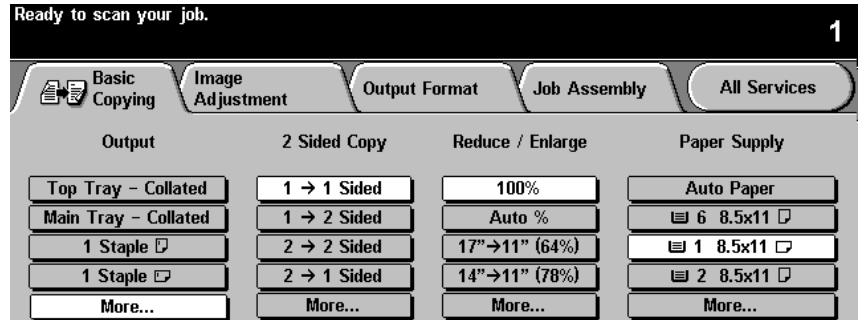 Ready to scan your job.
1
Basic
Copying
Image
Adjustment
Output Format
Job Assembly
All Services
Output
2 Sided Copy
Reduce / Enlarge
Paper Supply
Top Tray - Collated
1 → 1 Sided
100%
Auto Paper
Main Tray - Collated
1 → 2 Sided
Auto %
6 8.5x11
1 Staple
2 → 2 Sided
17"→11" (64%)
1 8.5x11
1 Staple
2 → 1 Sided
14"→11" (78%)
2 8.5x11
More...
More...
More...
More...